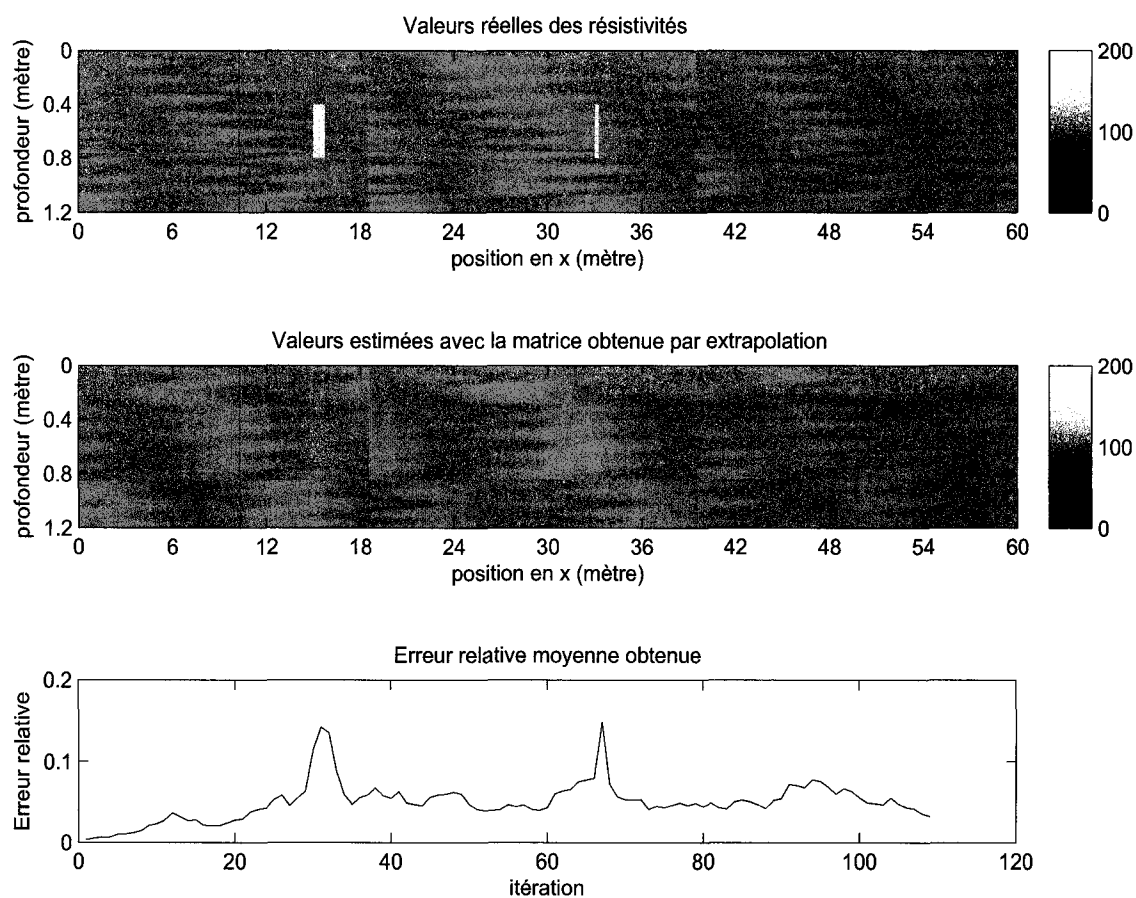 Valeurs réelles des résistivités
profondeur (mètre)
0
0.4
0.8
1.2
0 6 12 18 24 30 36 42 48 54 60
position en x (mètre)
200
100
0
Valeurs estimées avec la matrice obtenue par extrapolation
profondeur (mètre)
0
0.4
0.8
1.2
0 6 12 18 24 30 36 42 48 54 60
position en x (mètre)
200
100
0
Erreur relative moyenne obtenue
Erreur relative
0.2
0.1
0
0 20 40 60 80 100 120
itération